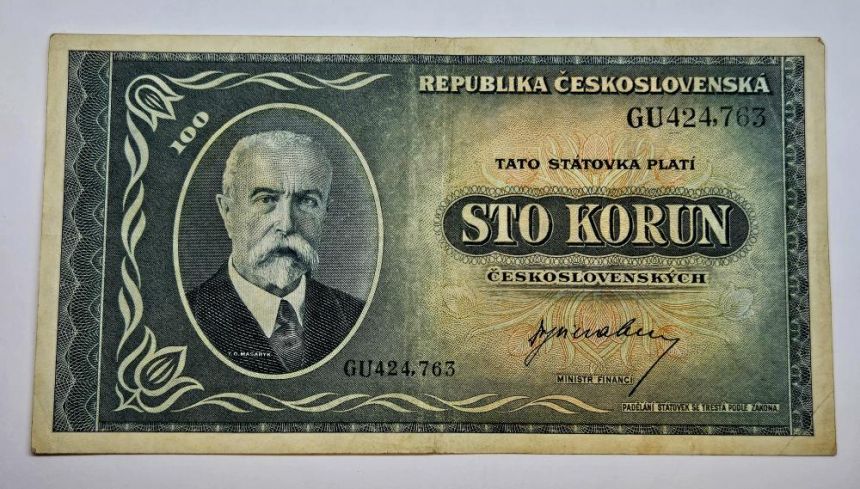 REPUBLIKA ČESKOSLOVENSKÁ
GU424,763
100
TATO STÁTOVKA PLATÍ
STO KORUN
ČESKOSLOVENSKÝCH
T. G. MASARYK
GU424,763
MINISTR FINANCÍ
PADĚLÁNÍ STÁTOVEK SE TRESTÁ PODLE ZÁKONA.